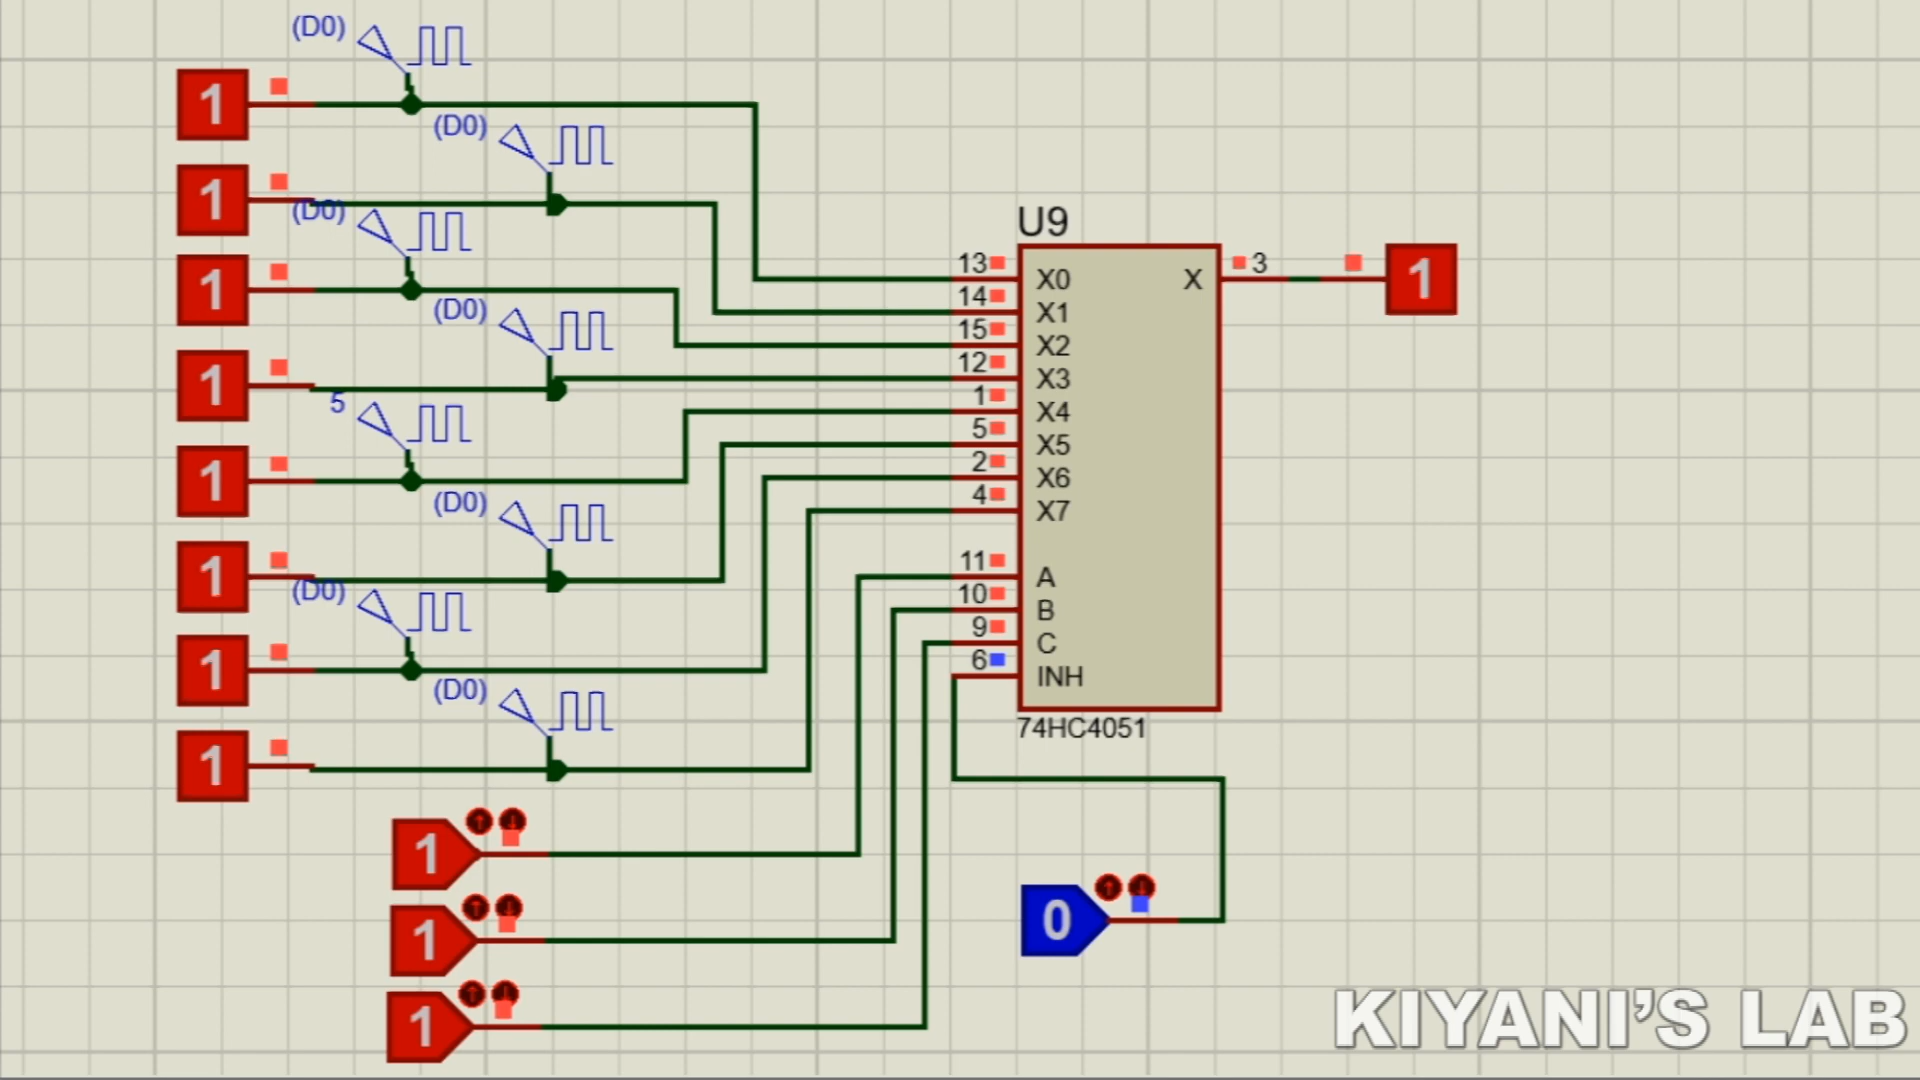 (D0)
1
(D0)
1
(D0)
1
(D0)
1
5
1
(D0)
1
(D0)
1
(D0)
1
U9
13 X0 X 3 1
14 X1
15 X2
12 X3
1 X4
5 X5
2 X6
4 X7
11 A
10 B
9 C
6 INH
74HC4051
1
1
1
0
KIYANI'S LAB